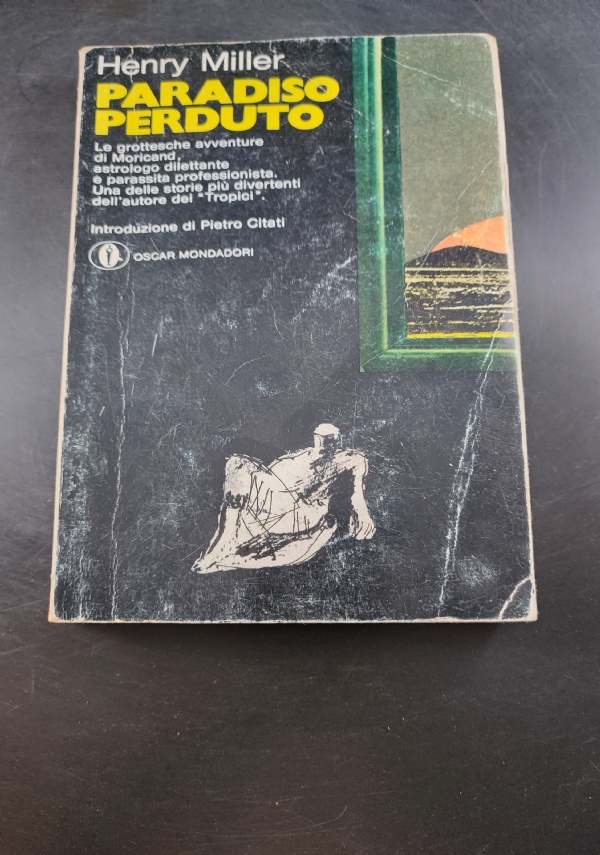 Henry Miller
PARADISO
PERDUTO
Le grottesche avventure
di Moricand,
astrologo dilettante
e parassita professionista.
Una delle storie più divertenti
dell'autore dei "Tropici".
Introduzione di Pietro Citati
OSCAR MONDADORI